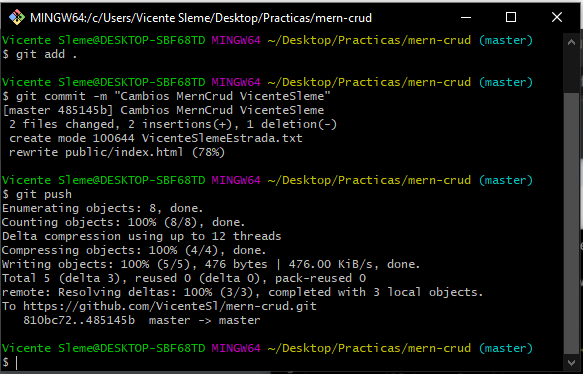 MINGW64:/c/Users/Vicente Sleme/Desktop/Practicas/mern-crud
Vicente Sleme@DESKTOP-SBF68TD MINGW64 ~/Desktop/Practicas/mern-crud (master)
$ git add .
Vicente Sleme@DESKTOP-SBF68TD MINGW64 ~/Desktop/Practicas/mern-crud (master)
$ git commit -m "Cambios MernCrud VicenteSleme"
[master 485145b] Cambios MernCrud VicenteSleme
 2 files changed, 2 insertions(+), 1 deletion(-)
 create mode 100644 VicenteSlemeEstrada.txt
 rewrite public/index.html (78%)
Vicente Sleme@DESKTOP-SBF68TD MINGW64 ~/Desktop/Practicas/mern-crud (master)
$ git push
Enumerating objects: 8, done.
Counting objects: 100% (8/8), done.
Delta compression using up to 12 threads
Compressing objects: 100% (4/4), done.
Writing objects: 100% (5/5), 476 bytes | 476.00 KiB/s, done.
Total 5 (delta 3), reused 0 (delta 0), pack-reused 0
remote: Resolving deltas: 100% (3/3), completed with 3 local objects.
To https://github.com/VicenteSl/mern-crud.git
   810bc72..485145b  master -> master
Vicente Sleme@DESKTOP-SBF68TD MINGW64 ~/Desktop/Practicas/mern-crud (master)
$